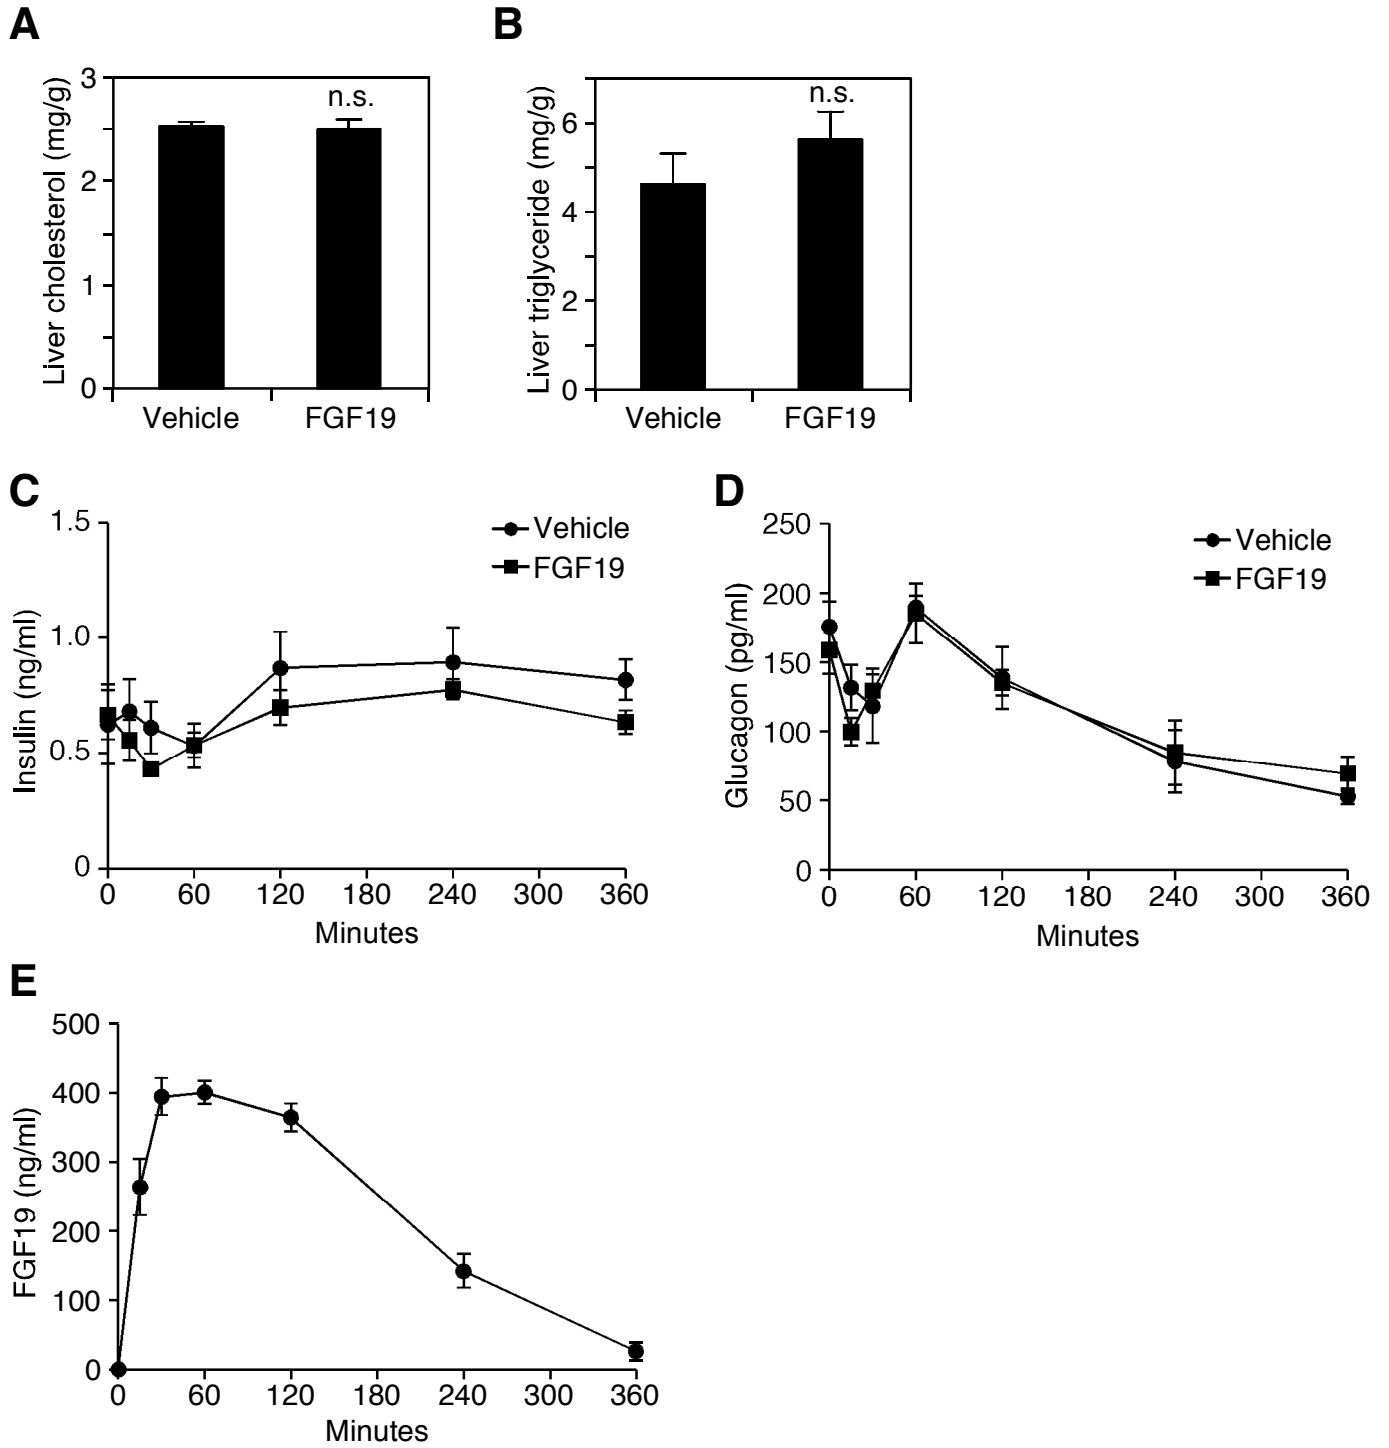 A
Liver cholesterol (mg/g)
3
2
1
0
n.s.
Vehicle FGF19
B
Liver triglyceride (mg/g)
6
4
2
0
n.s.
Vehicle FGF19
C
Insulin (ng/ml)
1.5
1.0
0.5
0
Vehicle
FGF19
0 60 120 180 240 300 360
Minutes
D
Glucagon (pg/ml)
250
200
150
100
50
0
Vehicle
FGF19
0 60 120 180 240 300 360
Minutes
E
FGF19 (ng/ml)
500
400
300
200
100
0
0 60 120 180 240 300 360
Minutes